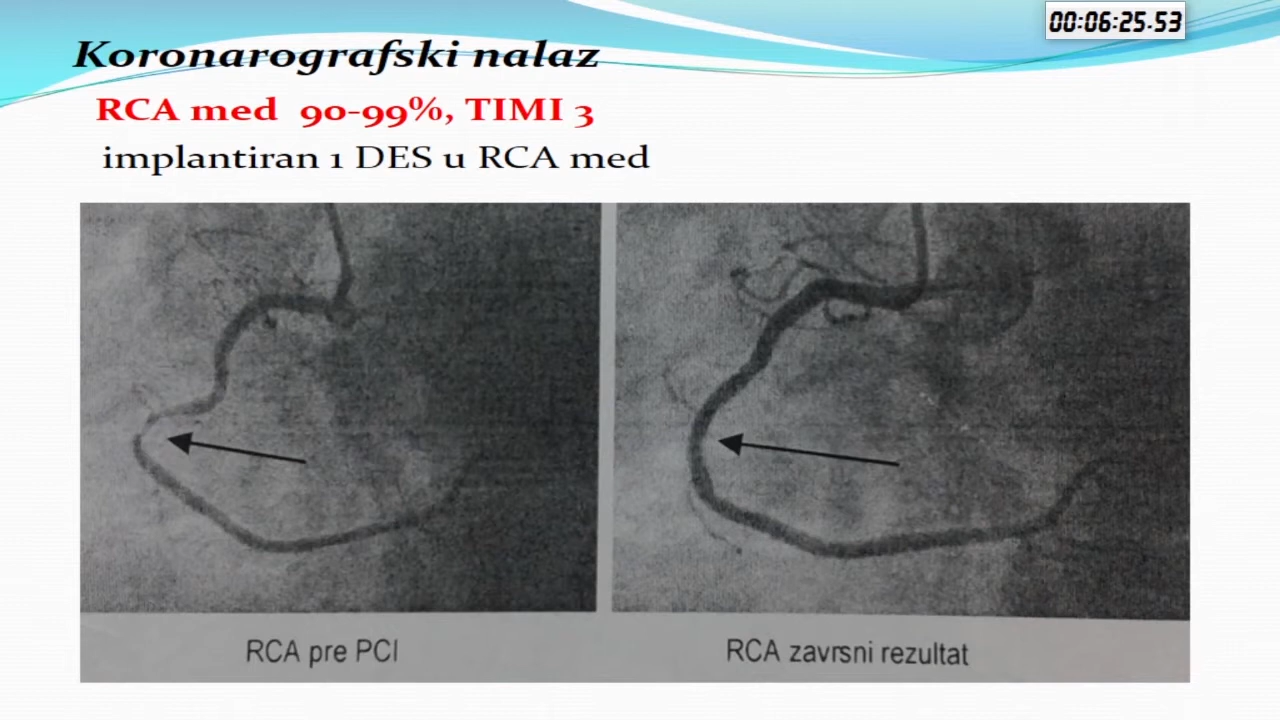 00:06:25.53
Koronarografski nalaz
RCA med 90-99%, TIMI 3
implantiran 1 DES u RCA med
RCA pre PCI
RCA zavrsni rezultat